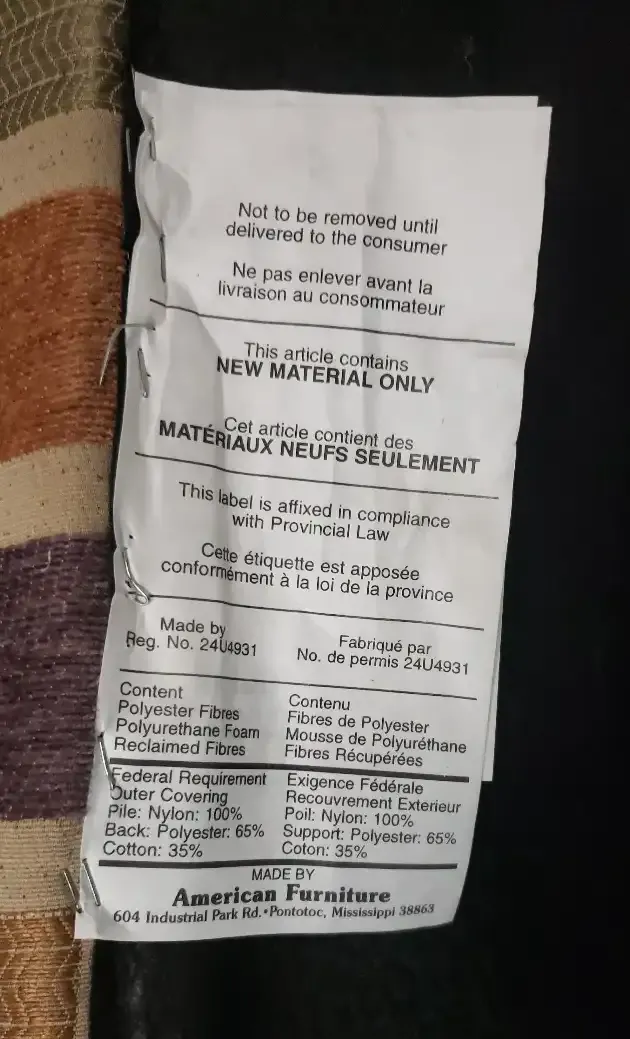 Not to be removed until
delivered to the consumer
Ne pas enlever avant la
livraison au consommateur
This article contains
NEW MATERIAL ONLY
Cet article contient des
MATÉRIAUX NEUFS SEULEMENT
This label is affixed in compliance
with Provincial Law
Cette étiquette est apposée
conformément à la loi de la province
Made by
Reg. No. 24U4931
Fabriqué par
No. de permis 24U4931
Content
Polyester Fibres
Polyurethane Foam
Reclaimed Fibres
Contenu
Fibres de Polyester
Mousse de Polyuréthane
Fibres Récupérées
Federal Requirement
Outer Covering
Pile: Nylon: 100%
Back: Polyester: 65%
Cotton: 35%
Exigence Fédérale
Recouvrement Exterieur
Poil: Nylon: 100%
Support: Polyester: 65%
Coton: 35%
MADE BY
American Furniture
604 Industrial Park Rd.•Pontotoc, Mississippi 38863